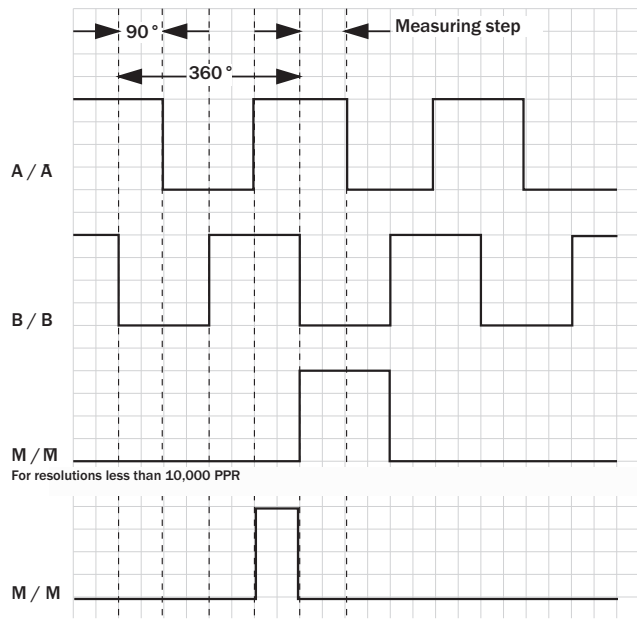 90°
Measuring step
360°
A / A̅
B / B
M / M̅
For resolutions less than 10,000 PPR
M / M